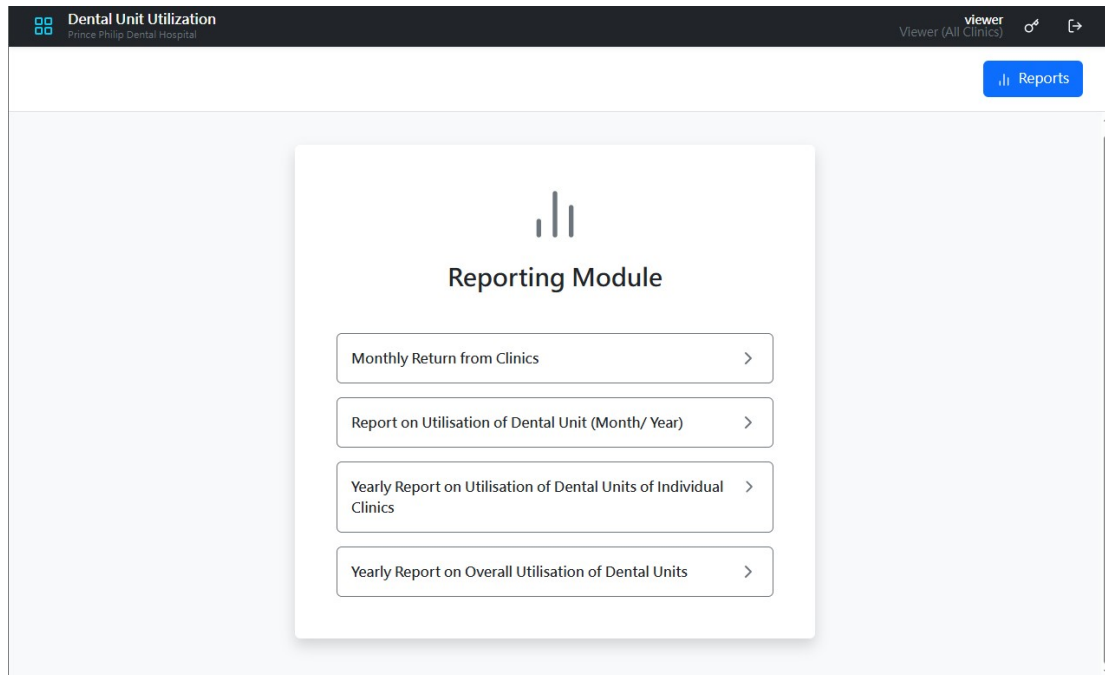 Dental Unit Utilization
Prince Philip Dental Hospital
viewer
Viewer (All Clinics)
Reports
Reporting Module
Monthly Return from Clinics
Report on Utilisation of Dental Unit (Month/ Year)
Yearly Report on Utilisation of Dental Units of Individual
Clinics
Yearly Report on Overall Utilisation of Dental Units